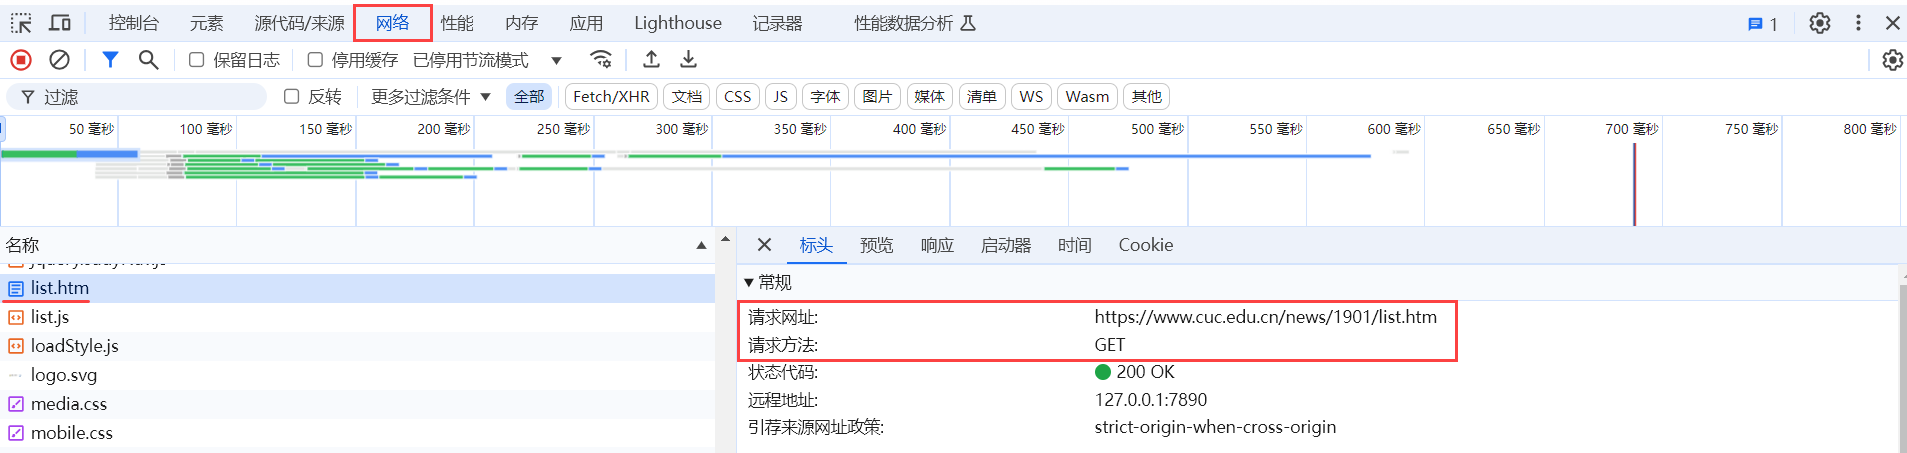 控制台 元素 源代码/来源 网络 性能 内存 应用 Lighthouse 记录器 性能数据分析 1
保留日志 停用缓存 已停用节流模式
过滤 反转 更多过滤条件 全部 Fetch/XHR 文档 CSS JS 字体 图片 媒体 清单 WS Wasm 其他
50 毫秒 100 毫秒 150 毫秒 200 毫秒 250 毫秒 300 毫秒 350 毫秒 400 毫秒 450 毫秒 500 毫秒 550 毫秒 600 毫秒 650 毫秒 700 毫秒 750 毫秒 800 毫秒
名称
list.htm
list.js
loadStyle.js
logo.svg
media.css
mobile.css
标头 预览 响应 启动器 时间 Cookie
常规
请求网址: https://www.cuc.edu.cn/news/1901/list.htm
请求方法: GET
状态代码: 200 OK
远程地址: 127.0.0.1:7890
引荐来源网址政策: strict-origin-when-cross-origin